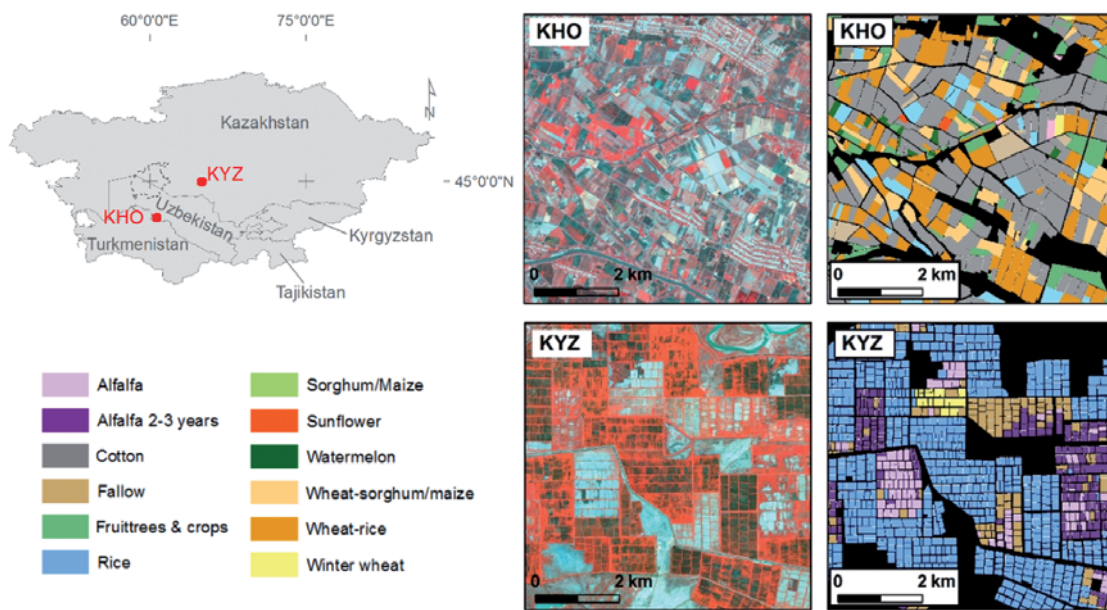 60°0'0"E
75°0'0"E
N
Kazakhstan
KYZ
45°0'0"N
KHO
Uzbekistan
Turkmenistan
Kyrgyzstan
Tajikistan
KHO
0
2 km
KHO
0
2 km
KYZ
0
2 km
KYZ
0
2 km
Alfalfa
Alfalfa 2-3 years
Cotton
Fallow
Fruittrees & crops
Rice
Sorghum/Maize
Sunflower
Watermelon
Wheat-sorghum/maize
Wheat-rice
Winter wheat